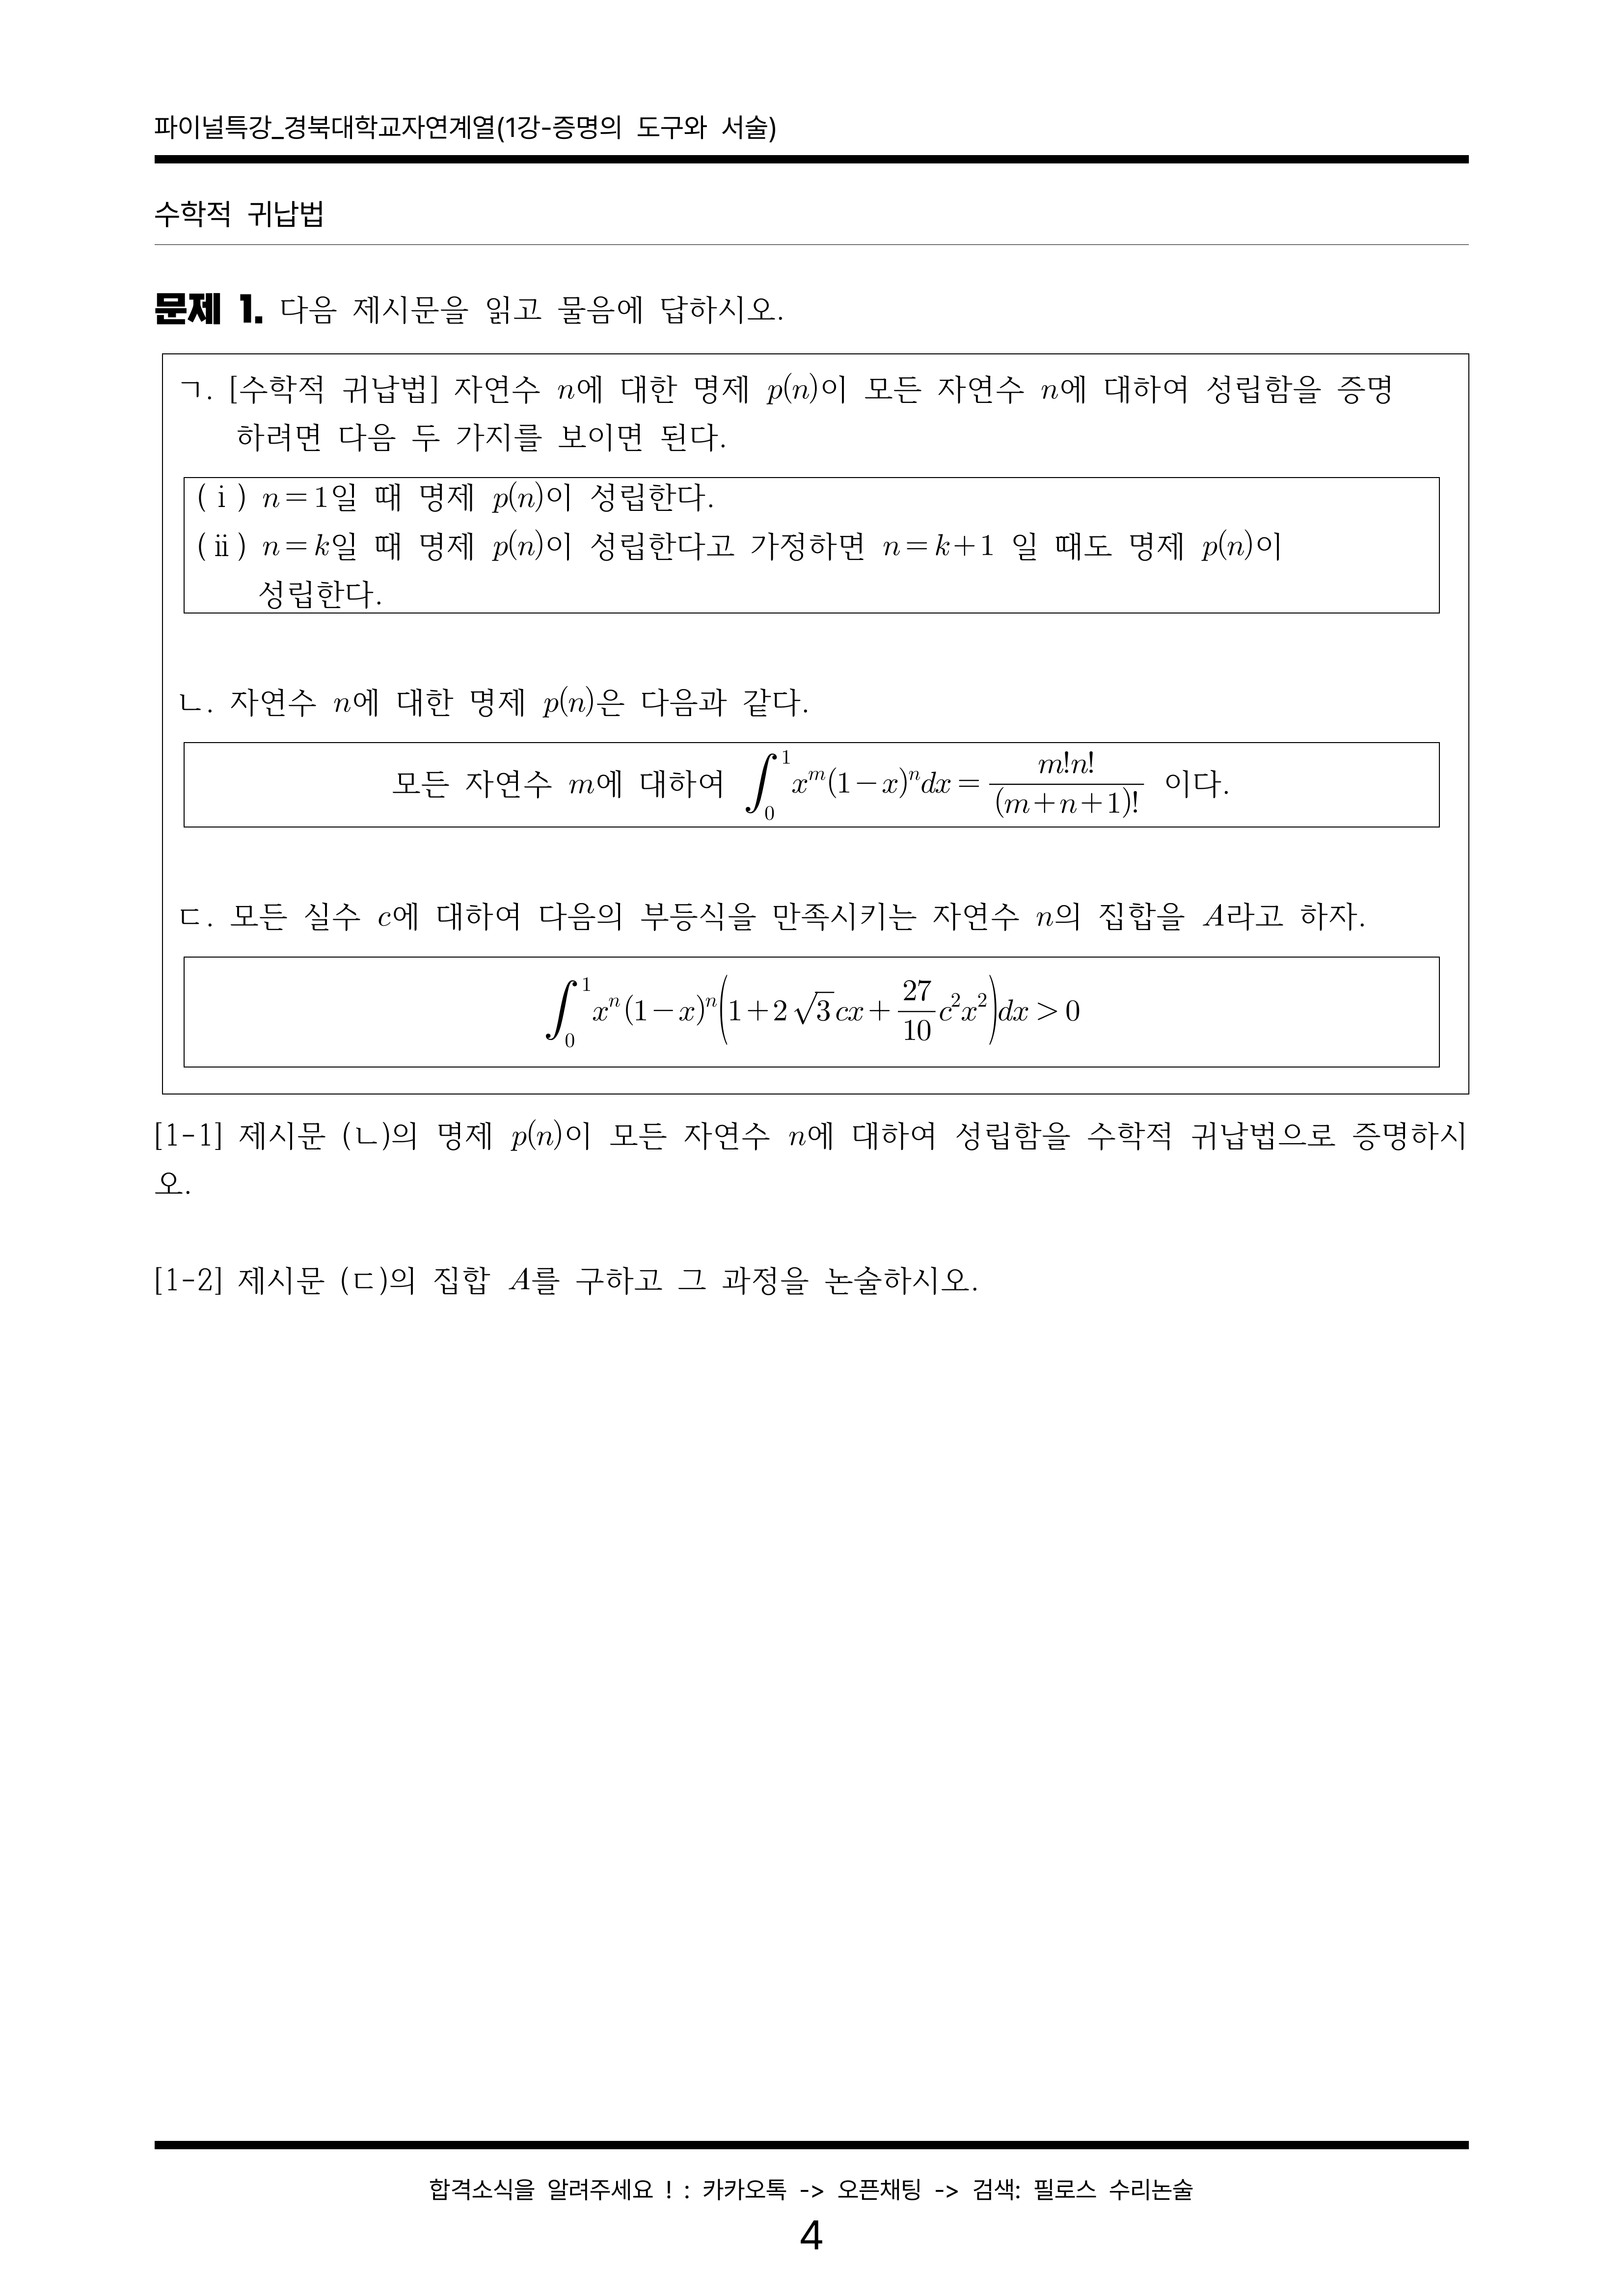 파이널특강_경북대학교자연계열(1강-증명의 도구와 서술)
수학적 귀납법
문제 1. 다음 제시문을 읽고 물음에 답하시오.
ㄱ. [수학적 귀납법] 자연수 n에 대한 명제 p(n)이 모든 자연수 n에 대하여 성립함을 증명
하려면 다음 두 가지를 보이면 된다.
(ⅰ) n=1일 때 명제 p(n)이 성립한다.
(ⅱ) n=k일 때 명제 p(n)이 성립한다고 가정하면 n=k+1 일 때도 명제 p(n)이
성립한다.
ㄴ. 자연수 n에 대한 명제 p(n)은 다음과 같다.
모든 자연수 m에 대하여 \int_0^1 x^m(1-x)^n dx = \frac{m!n!}{(m+n+1)!} 이다.
ㄷ. 모든 실수 c에 대하여 다음의 부등식을 만족시키는 자연수 n의 집합을 A라고 하자.
\int_0^1 x^n(1-x)^n \left(1+2\sqrt{3}cx+\frac{27}{10}c^2x^2\right)dx > 0
[1-1] 제시문 (ㄴ)의 명제 p(n)이 모든 자연수 n에 대하여 성립함을 수학적 귀납법으로 증명하시
오.
[1-2] 제시문 (ㄷ)의 집합 A를 구하고 그 과정을 논술하시오.
합격소식을 알려주세요 ! : 카카오톡 -> 오픈채팅 -> 검색: 필로스 수리논술
4